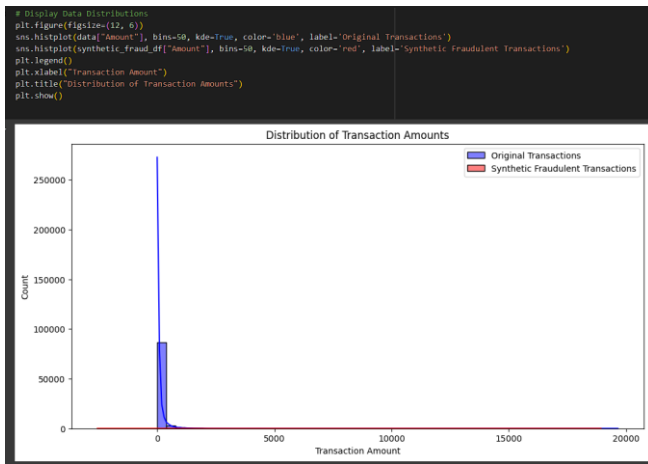 # Display Data Distributions
plt.figure(figsize=(12, 6))
sns.histplot(data["Amount"], bins=50, kde=True, color='blue', label='Original Transactions')
sns.histplot(synthetic_fraud_df["Amount"], bins=50, kde=True, color='red', label='Synthetic Fraudulent Transactions')
plt.legend()
plt.xlabel("Transaction Amount")
plt.title("Distribution of Transaction Amounts")
plt.show()
Distribution of Transaction Amounts
Original Transactions
Synthetic Fraudulent Transactions
250000
200000
150000
100000
50000
0
Count
0 5000 10000 15000 20000
Transaction Amount